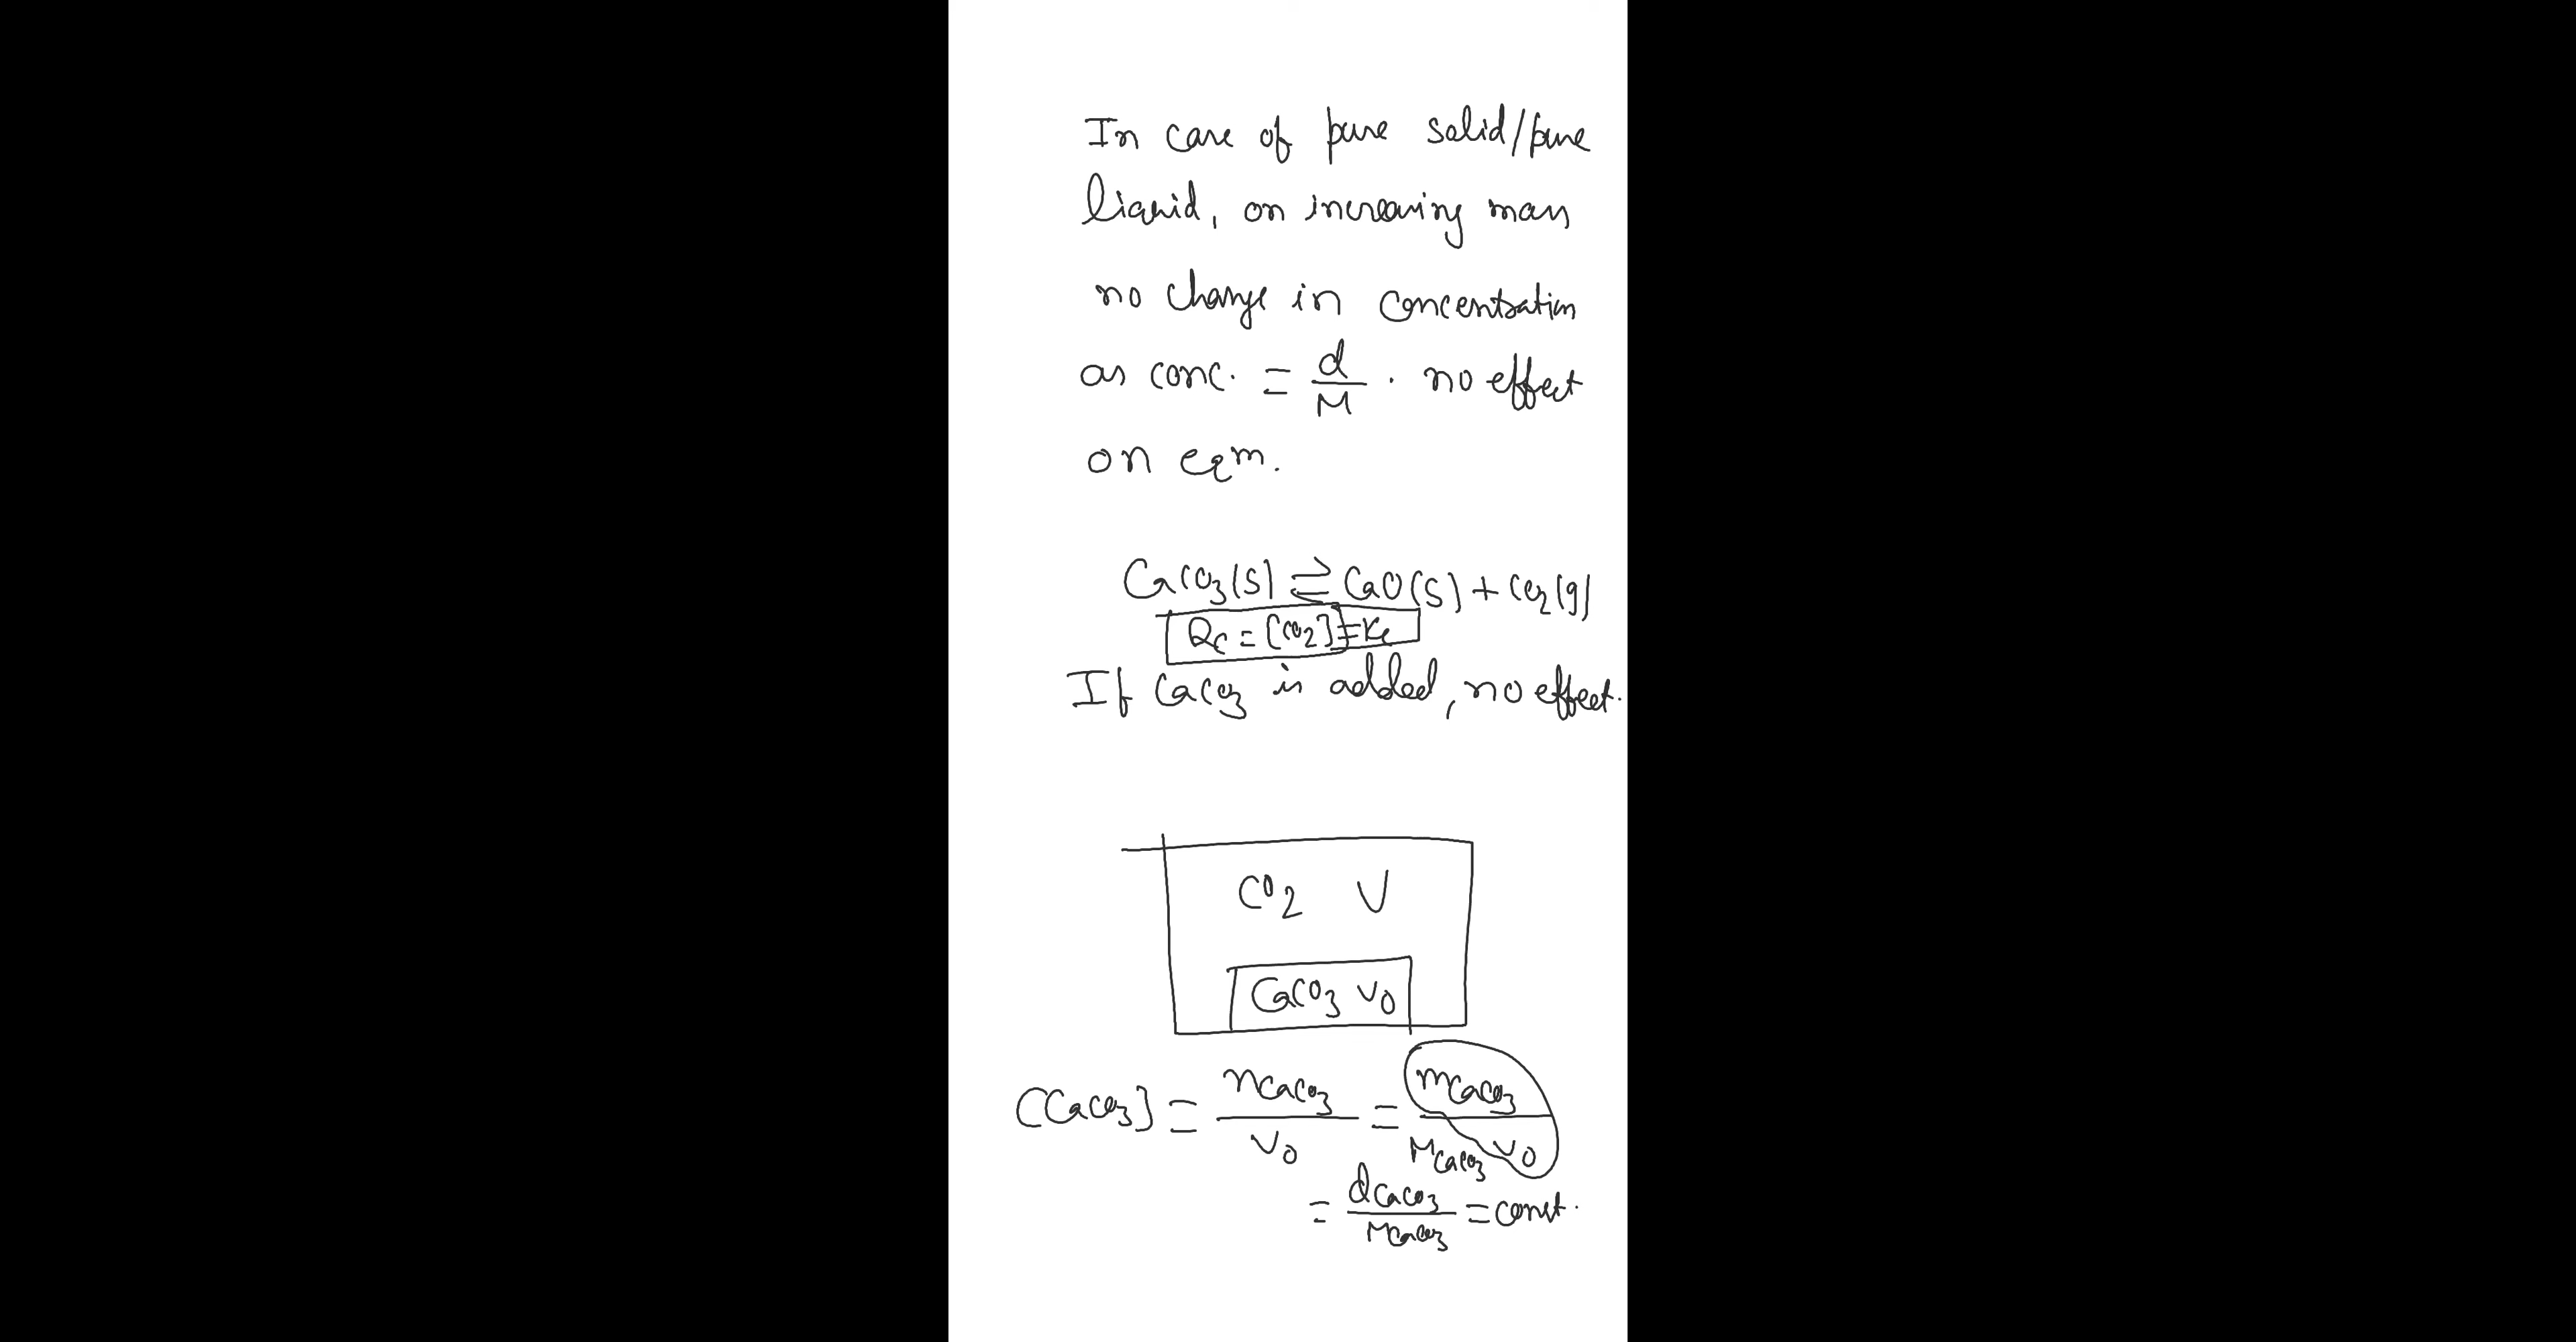 In case of pure solid/pure
liquid, on increasing mass
no change in concentration
as conc. = d/M . no effect
on eqm.
CaCO3(s) ⇌ CaO(s) + CO2(g)
Qc = [CO2] = Kc
If CaCO3 is added, no effect.
CO2 V
CaCO3 V0
[CaCO3] = nCaCO3/V0 = mCaCO3/MCaCO3 V0
= dCaCO3/MCaCO3 = const.